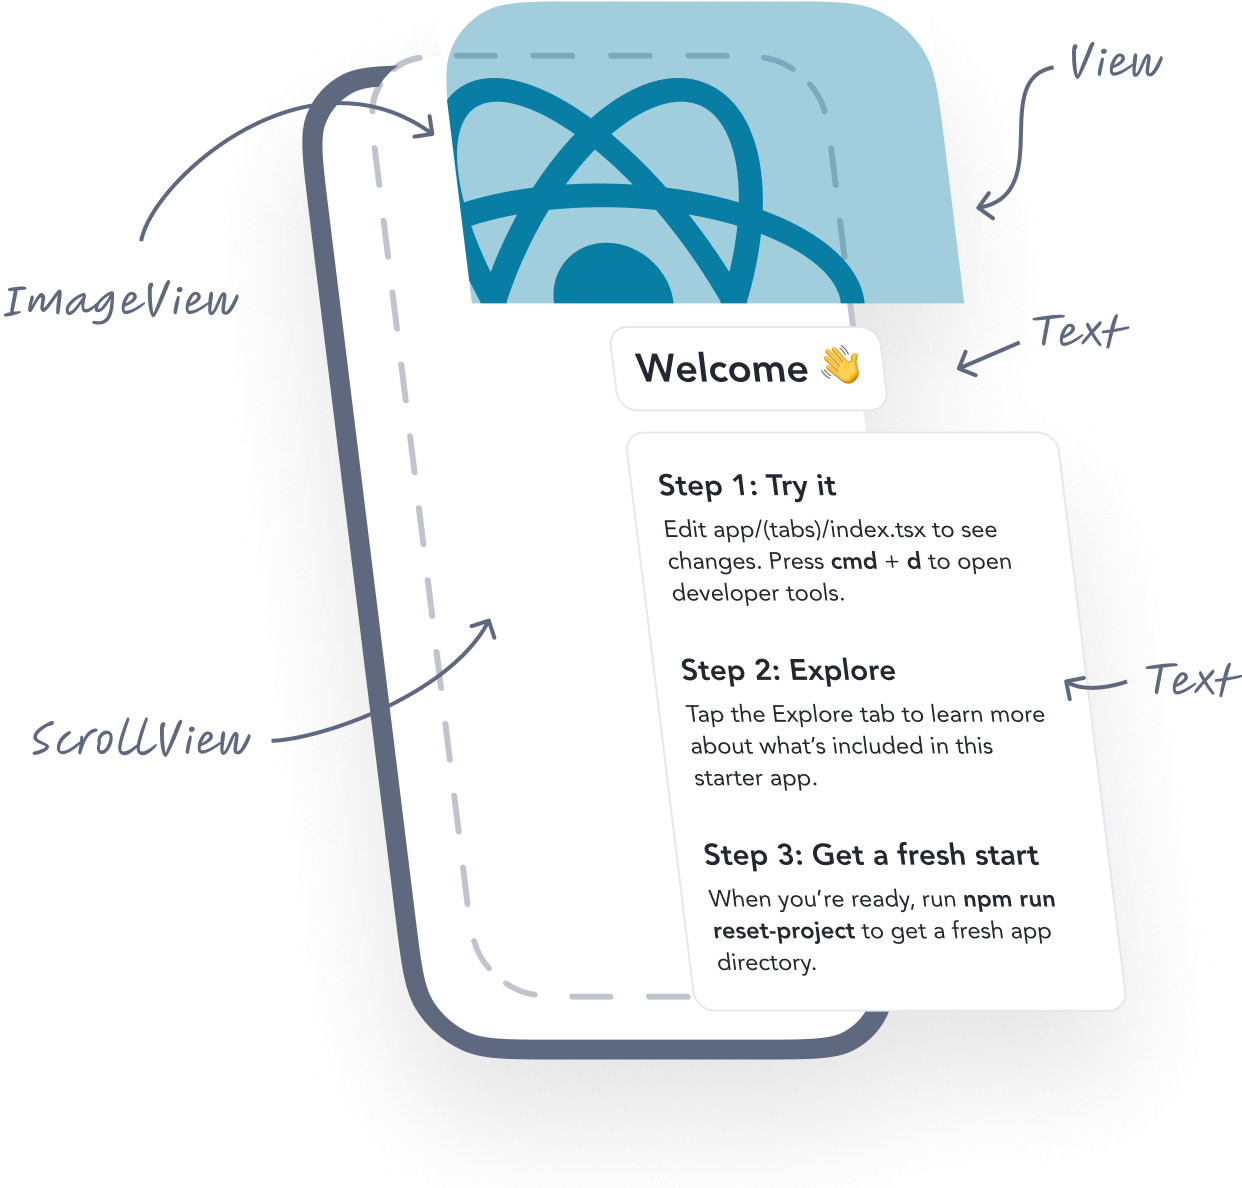 View
ImageView
Text
Welcome 👋
Step 1: Try it
Edit app/(tabs)/index.tsx to see
changes. Press cmd + d to open
developer tools.
Step 2: Explore
Text
Tap the Explore tab to learn more
about what's included in this
starter app.
ScrollView
Step 3: Get a fresh start
When you're ready, run npm run
reset-project to get a fresh app
directory.